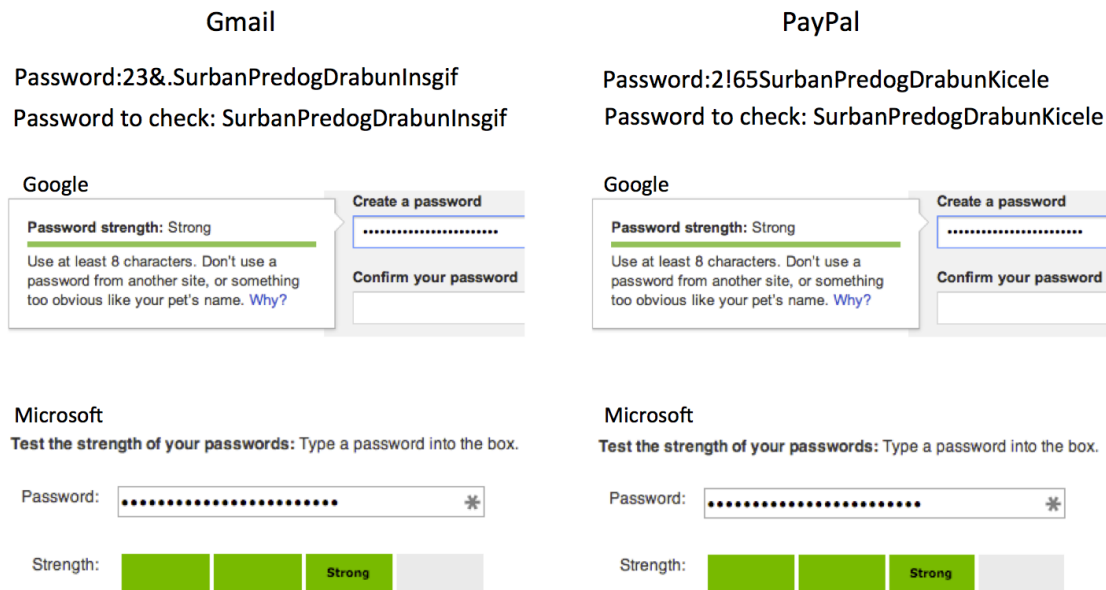 Gmail
Password:23&.SurbanPredogDrabunInsgif
Password to check: SurbanPredogDrabunInsgif
Google
Create a password
Password strength: Strong
••••••••••••••••••••••••
Use at least 8 characters. Don't use a
password from another site, or something
too obvious like your pet's name. Why?
Confirm your password
Microsoft
Test the strength of your passwords: Type a password into the box.
Password:
••••••••••••••••••••••••
Strength:
Strong
PayPal
Password:2!65SurbanPredogDrabunKicele
Password to check: SurbanPredogDrabunKicele
Google
Create a password
Password strength: Strong
••••••••••••••••••••••••
Use at least 8 characters. Don't use a
password from another site, or something
too obvious like your pet's name. Why?
Confirm your password
Microsoft
Test the strength of your passwords: Type a password into the box.
Password:
••••••••••••••••••••••••
Strength:
Strong